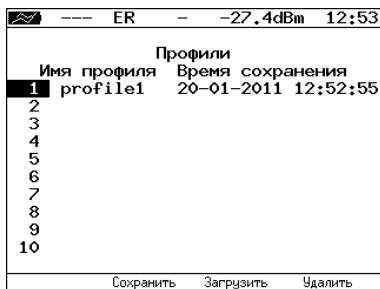 --- ER - -27.4dBm 12:53
Профили
Имя профиля Время сохранения
1 profile1 20-01-2011 12:52:55
2
3
4
5
6
7
8
9
10
Сохранить Загрузить Удалить